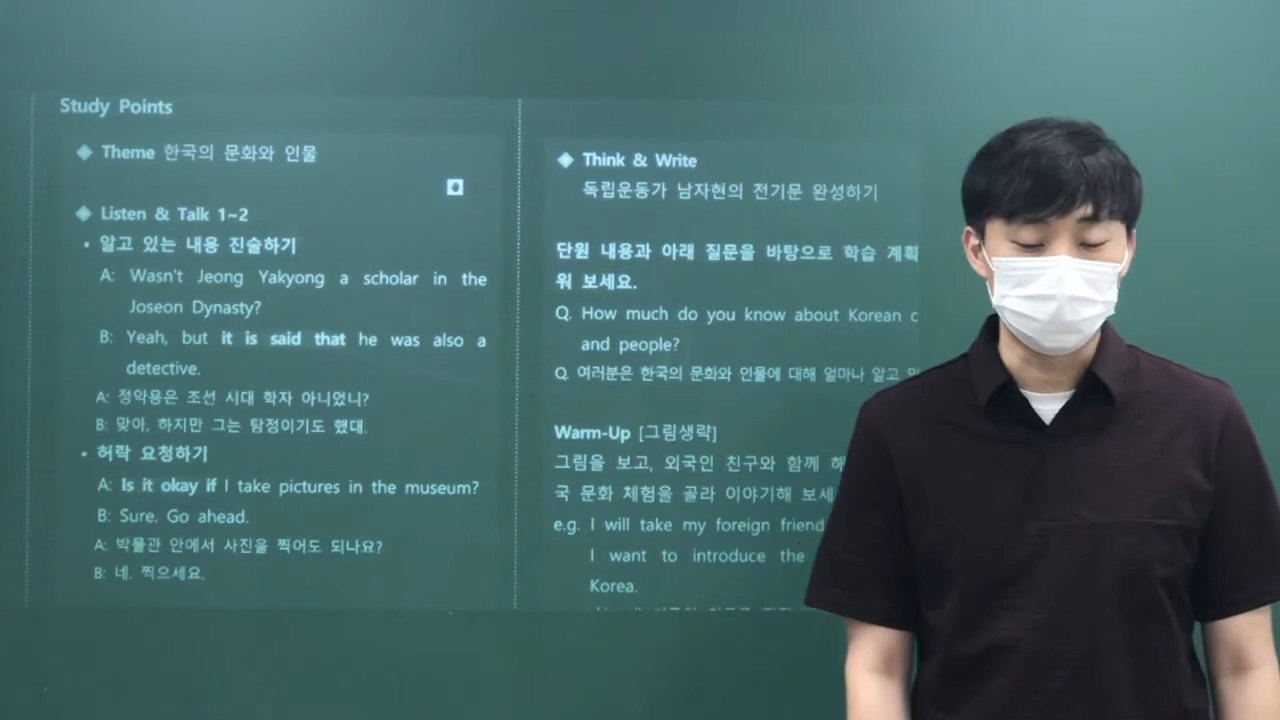 Study Points
Theme 한국의 문화와 인물
Listen & Talk 1~2
• 알고 있는 내용 진술하기
A: Wasn't Jeong Yakyong a scholar in the
Joseon Dynasty?
B: Yeah, but it is said that he was also a
detective.
A: 정약용은 조선 시대 학자 아니었니?
B: 맞아, 하지만 그는 탐정이기도 했대.
• 허락 요청하기
A: Is it okay if I take pictures in the museum?
B: Sure. Go ahead.
A: 박물관 안에서 사진을 찍어도 되나요?
B: 네. 찍으세요.
Think & Write
독립운동가 남자현의 전기문 완성하기
단원 내용과 아래 질문을 바탕으로 학습 계획
워 보세요.
Q. How much do you know about Korean c
and people?
Q. 여러분은 한국의 문화와 인물에 대해 얼마나 알고
Warm-Up [그림생략]
그림을 보고, 외국인 친구와 함께 해
국 문화 체험을 골라 이야기해 보세
e.g. I will take my foreign friend
I want to introduce the
Korea.